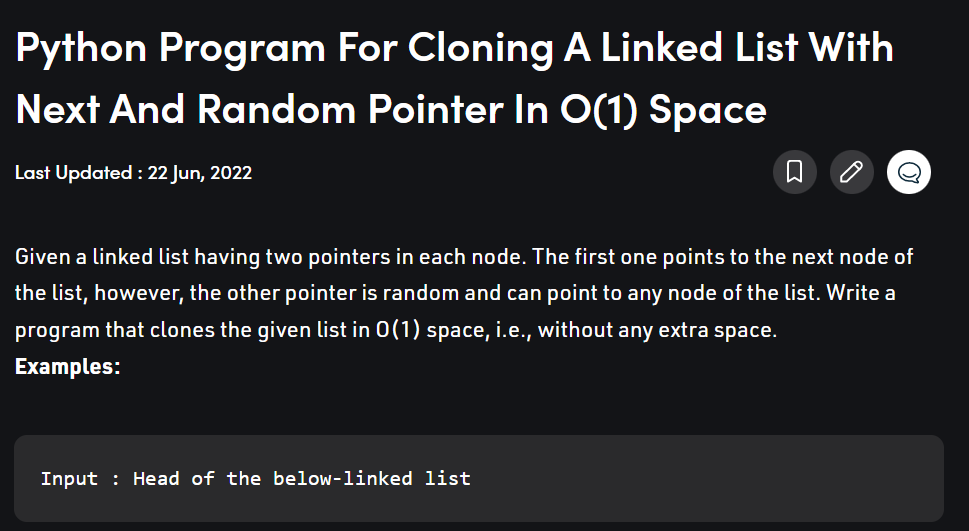 Python Program For Cloning A Linked List With
Next And Random Pointer In O(1) Space
Last Updated : 22 Jun, 2022
Given a linked list having two pointers in each node. The first one points to the next node of
the list, however, the other pointer is random and can point to any node of the list. Write a
program that clones the given list in O(1) space, i.e., without any extra space.
Examples:
Input : Head of the below-linked list